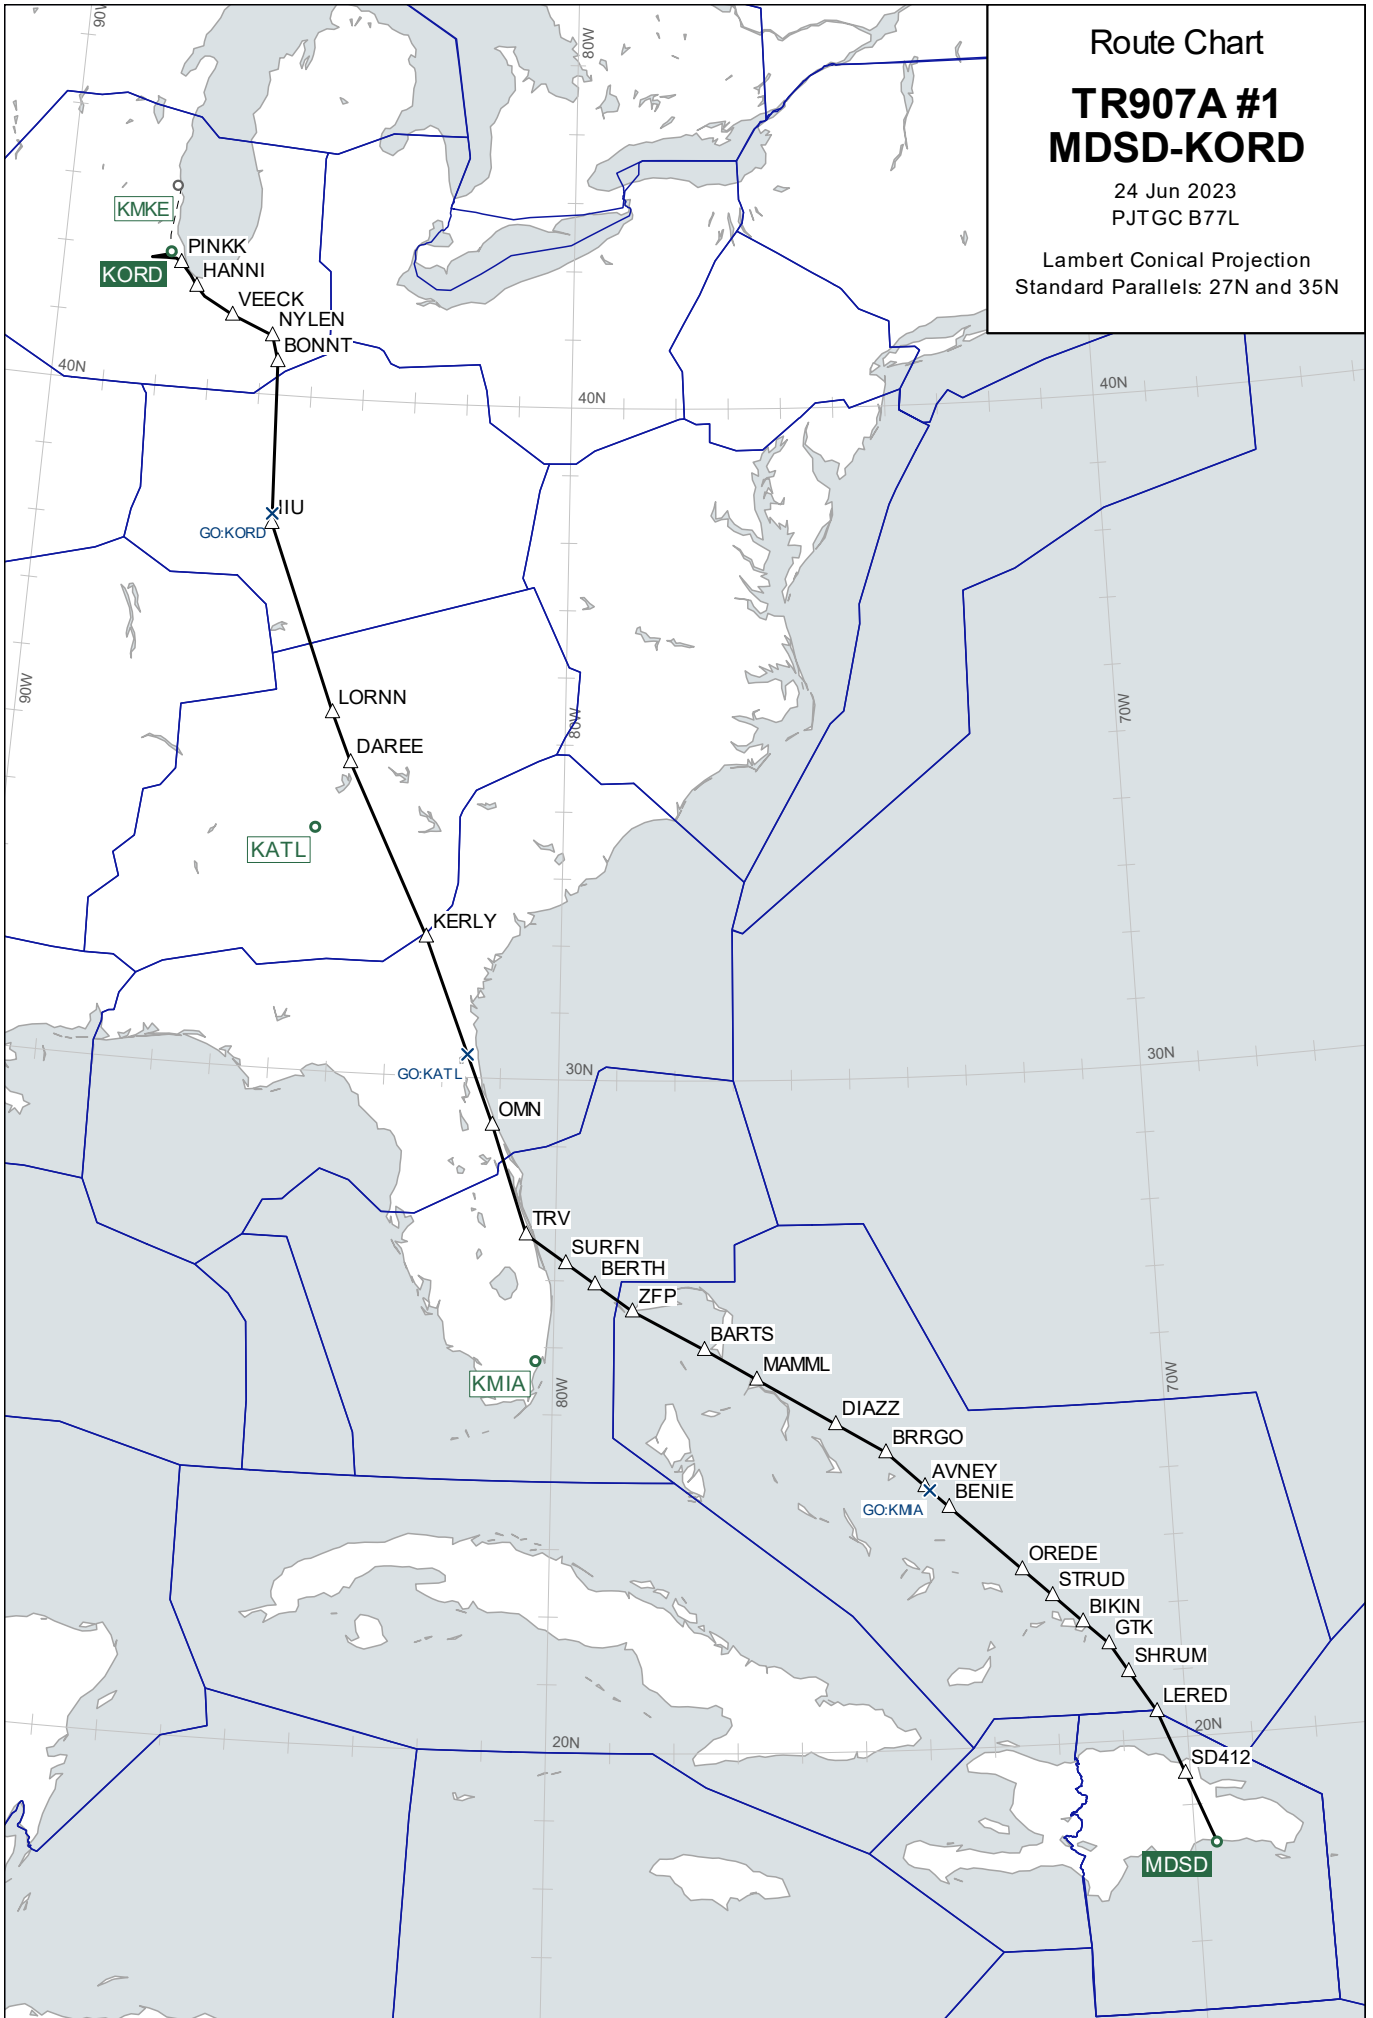 Route Chart
TR907A #1
MDSD-KORD
24 Jun 2023
PJTGC B77L
Lambert Conical Projection
Standard Parallels: 27N and 35N
90W
80W
KMKE
PINKK
KORD
HANNI
VEECK
NYLEN
BONNT
40N
40N
40N
IIU
GO:KORD
90W
LORNN
80W
70W
DAREE
KATL
KERLY
30N
30N
GO:KATL
OMN
TRV
SURFN
BERTH
ZFP
BARTS
MAMML
KMIA
80W
70W
DIAZZ
BRRGO
AVNEY
BENIE
GO:KMIA
OREDE
STRUD
BIKIN
GTK
SHRUM
LERED
20N
20N
SD412
MDSD